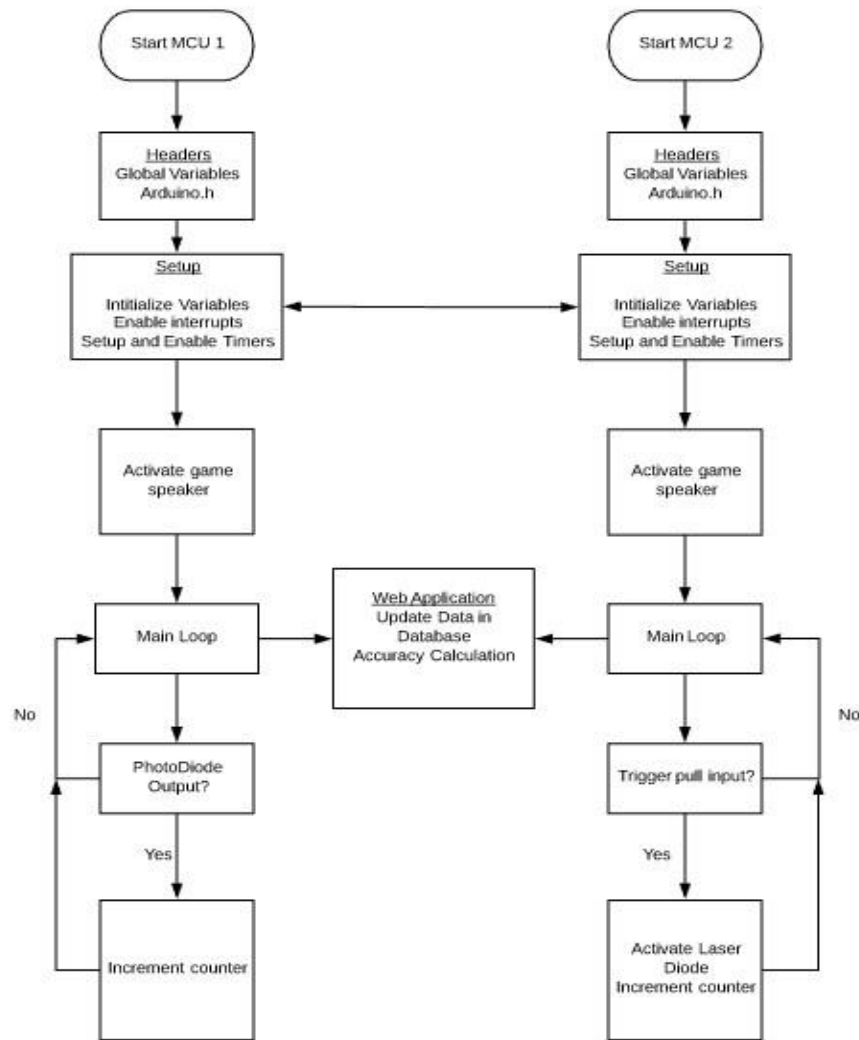 Start MCU 1
Start MCU 2
Headers
Global Variables
Arduino.h
Headers
Global Variables
Arduino.h
Setup
Intitialize Variables
Enable interrupts
Setup and Enable Timers
Setup
Intitialize Variables
Enable interrupts
Setup and Enable Timers
Activate game
speaker
Activate game
speaker
Main Loop
Web Application
Update Data in
Database
Accuracy Calculation
Main Loop
No
No
PhotoDiode
Output?
Trigger pull input?
Yes
Yes
Increment counter
Activate Laser
Diode
Increment counter